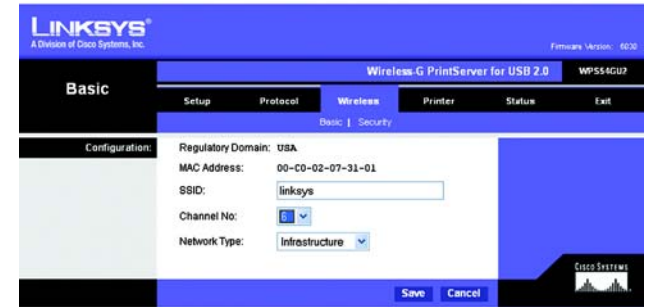 LINKSYS®
A Division of Cisco Systems, Inc.
Firmware Version: 6030
Wireless-G PrintServer for USB 2.0 WPS54GU2
Basic
Setup Protocol Wireless Printer Status Exit
Basic | Security
Configuration:
Regulatory Domain: USA
MAC Address: 00-C0-02-07-31-01
SSID: linksys
Channel No: 6
Network Type: Infrastructure
CISCO SYSTEMS
Save Cancel